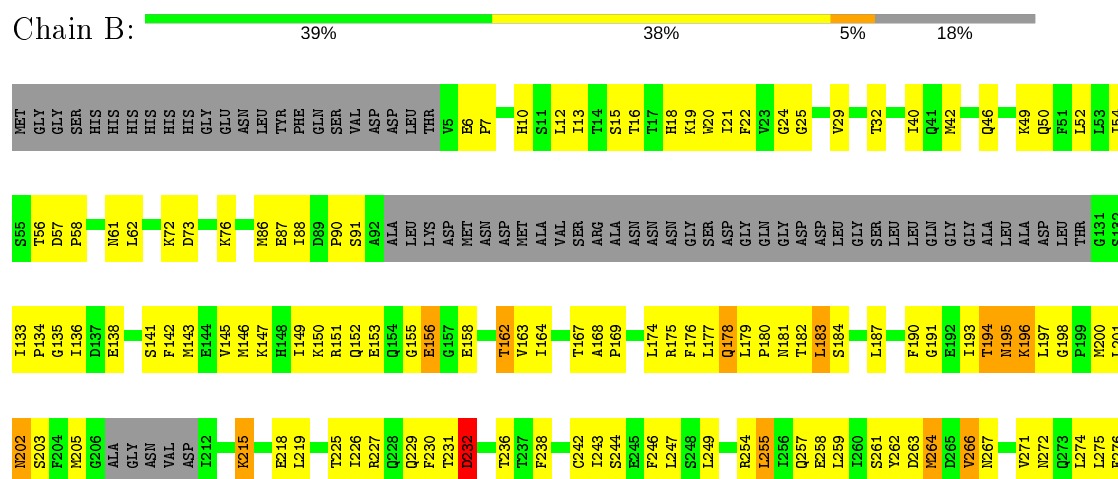 Chain B:
39% 38% 5% 18%
MET GLY GLY SER HIS HIS HIS HIS HIS HIS GLY GLU ASN LEU TYR PHE GLN SER VAL ASP ASP LEU THR V5 E6 P7 H10 S11 L12 I13 T14 S15 T16 T17 H18 K19 W20 I21 F22 V23 G24 G25 V29 T32 I40 Q41 M42 Q46 K49 Q50 F51 L52 L53 I54
S55 T56 D57 P58 N61 L62 K72 D73 K76 M86 E87 I88 D89 P90 S91 A92 ALA LEU LYS ASP MET ASN ASP MET ALA VAL SER ARG ALA ASN ASN ASN GLY SER ASP GLY GLN GLY ASP ASP LEU GLY SER LEU LEU GLN GLY GLY ALA LEU ALA ASP LEU THR G131 S132
I133 P134 G135 I136 D137 E138 S141 F142 M143 E144 V145 M146 K147 H148 I149 K150 R151 Q152 E153 Q154 G155 E156 G157 E158 T162 V163 I164 T167 A168 P169 L174 R175 F176 L177 Q178 L179 P180 N181 T182 L183 S184 L187 F190 G191 E192 I193 T194 N195 K196 L197 G198 P199 M200 L201
N202 S203 F204 M205 G206 ALA GLY ASN VAL ASP I212 K215 E218 L219 T225 I226 R227 Q228 Q229 F230 T231 D232 T236 T237 F238 C242 I243 S244 E245 F246 L247 S248 L249 R254 L255 I256 Q257 E258 L259 I260 S261 Y262 D263 M264 D265 V266 N267 V271 N272 Q273 L274 L275